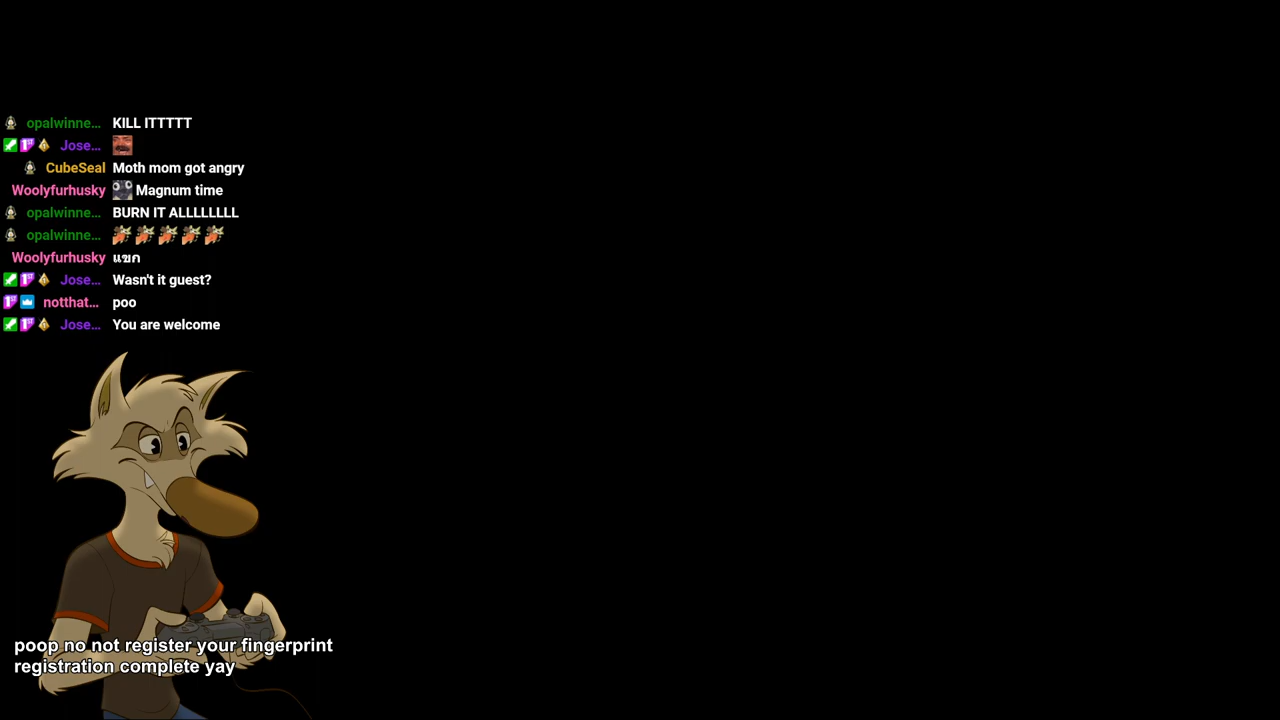 opalwinne... KILL ITTTTT
Jose...
CubeSeal Moth mom got angry
Woolyfurhusky Magnum time
opalwinne... BURN IT ALLLLLLLL
opalwinne...
Woolyfurhusky แขก
Jose... Wasn't it guest?
notthat... poo
Jose... You are welcome
poop no not register your fingerprint
registration complete yay